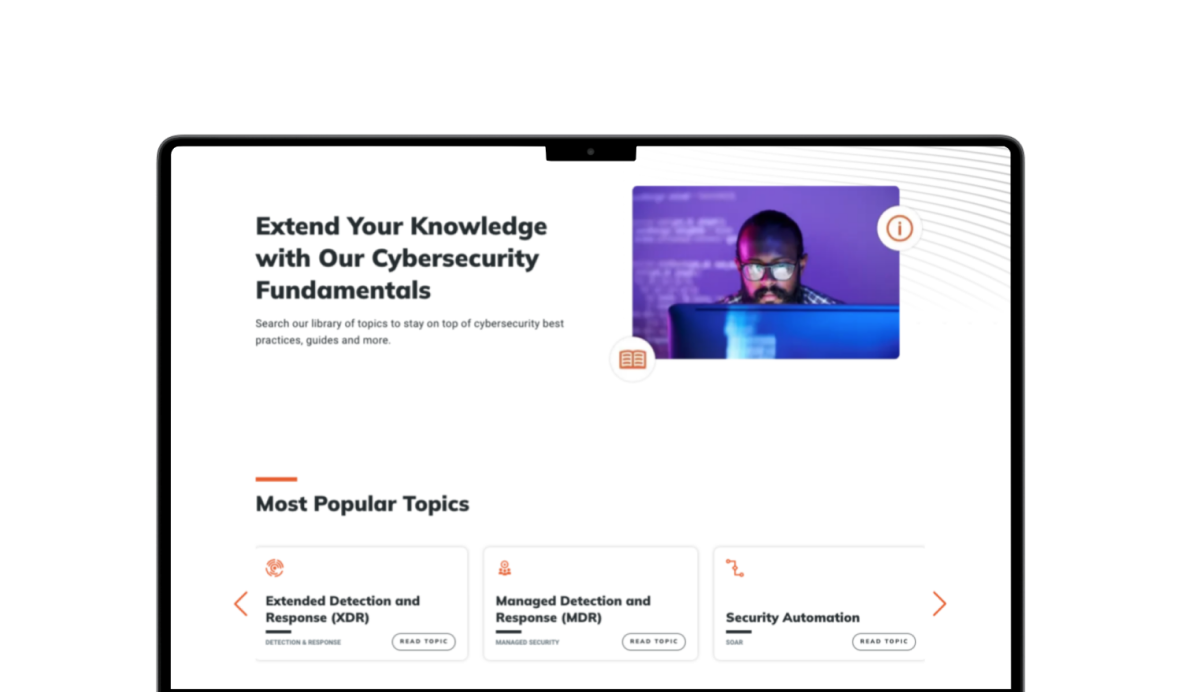 Extend Your Knowledge
with Our Cybersecurity
Fundamentals
Search our library of topics to stay on top of cybersecurity best
practices, guides and more.
Most Popular Topics
Extended Detection and
Response (XDR)
DETECTION & RESPONSE
READ TOPIC
Managed Detection and
Response (MDR)
MANAGED SECURITY
READ TOPIC
Security Automation
SOAR
READ TOPIC